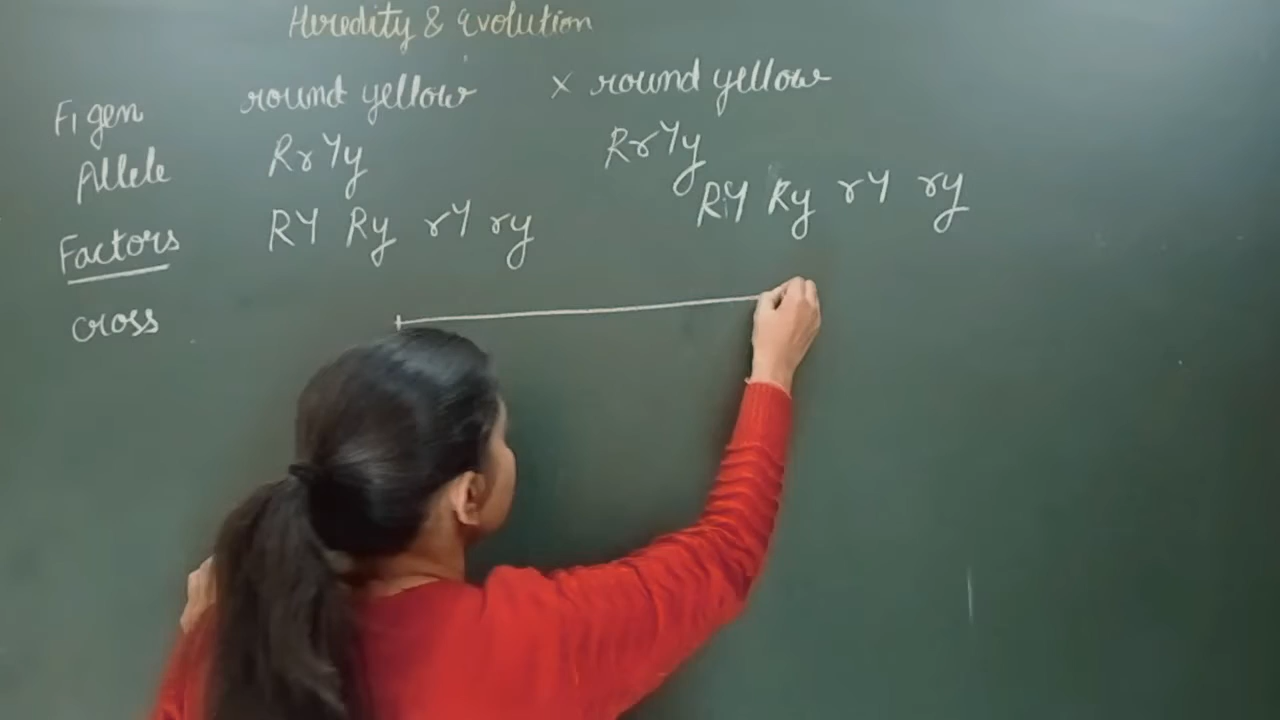 Heredity & Evolution
F1 gen round yellow × round yellow
Allele RrYy RrYy
Factors RY Ry rY ry RY Ry rY ry
cross